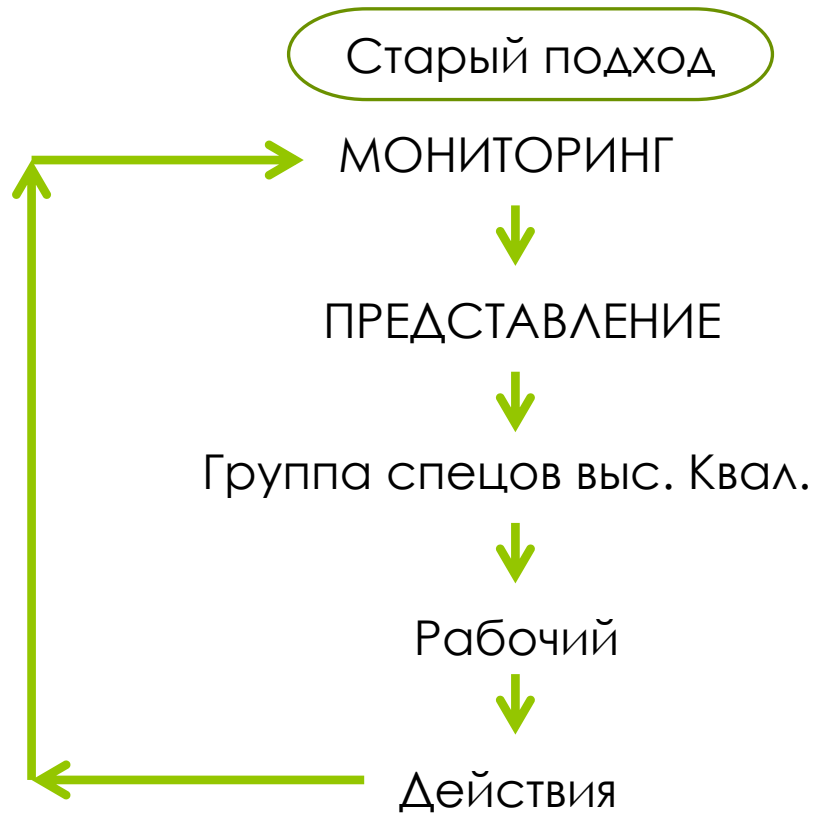 Старый подход
МОНИТОРИНГ
ПРЕДСТАВЛЕНИЕ
Группа спецов выс. Квал.
Рабочий
Действия